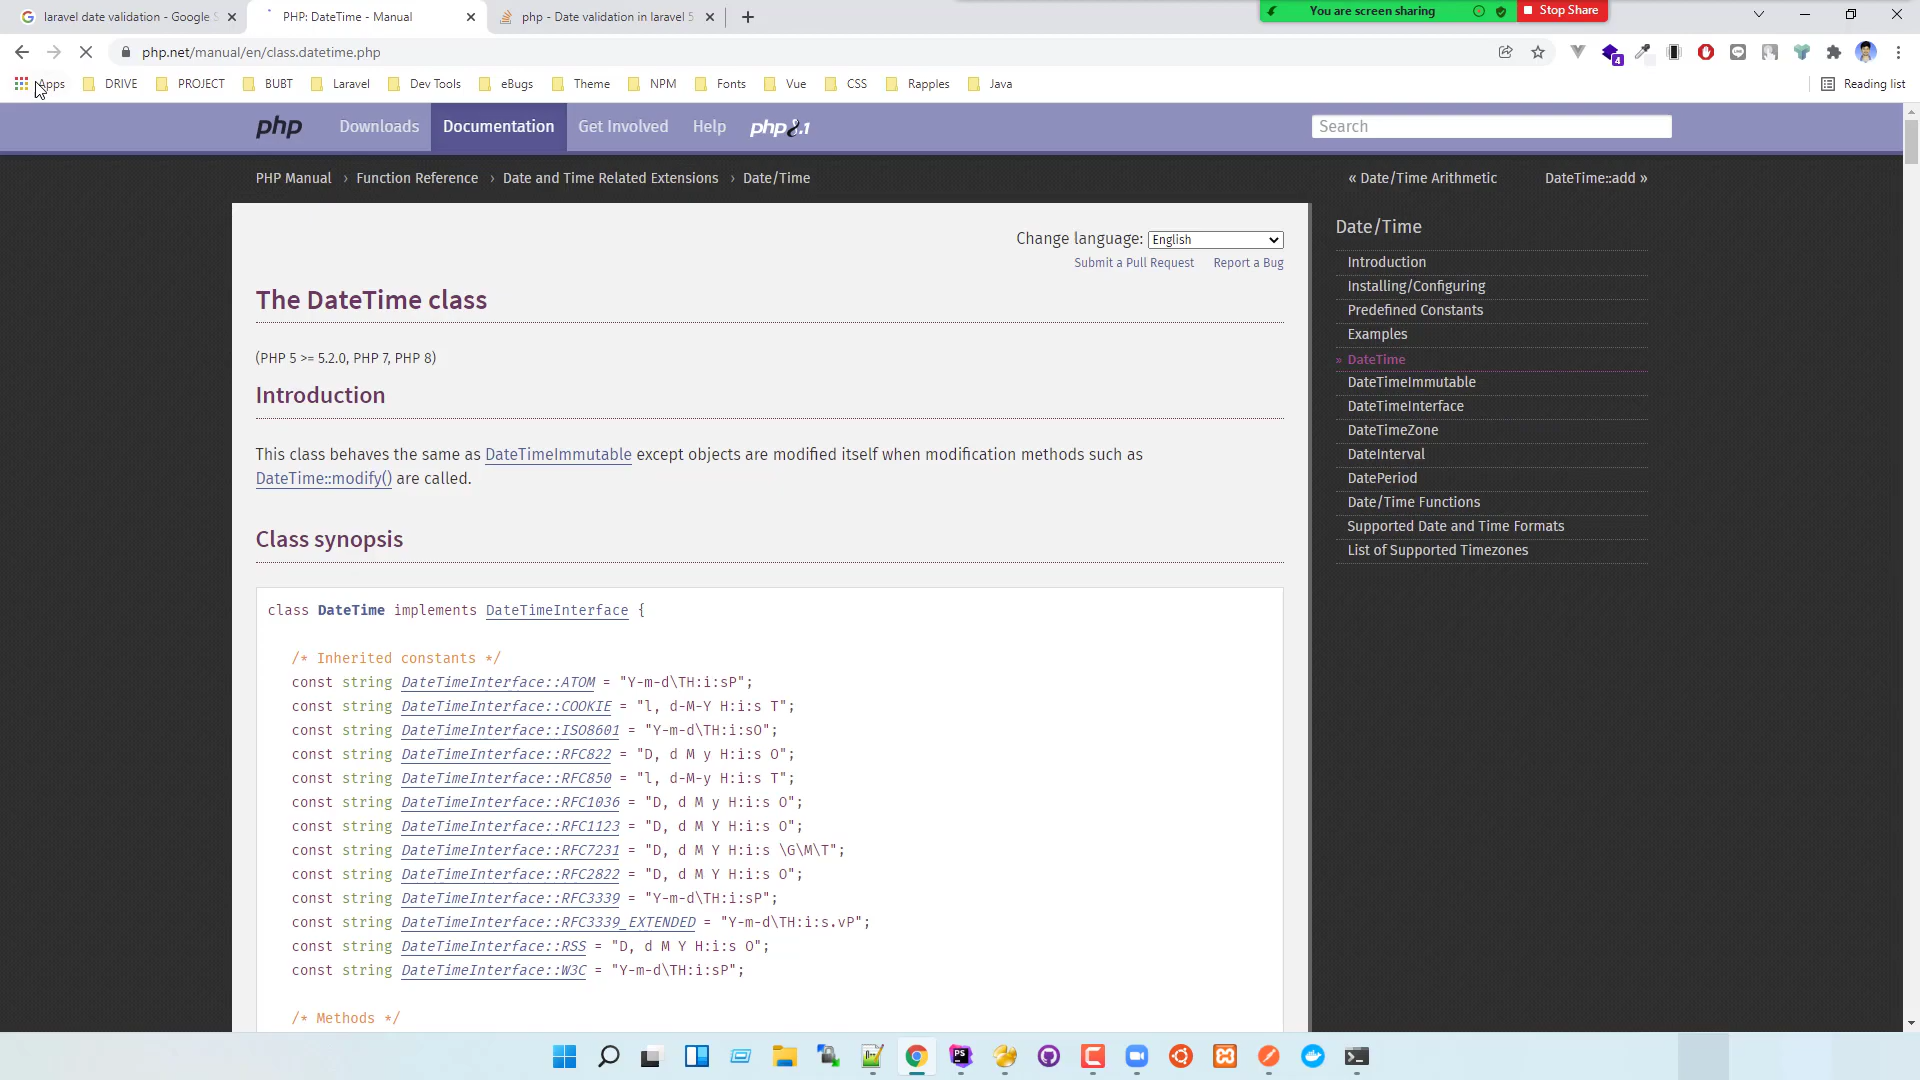 laravel date validation - Google S
PHP: DateTime - Manual
php - Date validation in laravel 5
You are screen sharing
Stop Share
php.net/manual/en/class.datetime.php
4
Apps
DRIVE
PROJECT
BUBT
Laravel
Dev Tools
eBugs
Theme
NPM
Fonts
Vue
CSS
Rapples
Java
Reading list
php
Downloads
Documentation
Get Involved
Help
php8.1
Search
PHP Manual › Function Reference › Date and Time Related Extensions › Date/Time
« Date/Time Arithmetic
DateTime::add »
Change language: English
Submit a Pull Request
Report a Bug
The DateTime class
(PHP 5 >= 5.2.0, PHP 7, PHP 8)
Introduction
This class behaves the same as DateTimeImmutable except objects are modified itself when modification methods such as
DateTime::modify() are called.
Class synopsis
class DateTime implements DateTimeInterface {
/* Inherited constants */
const string DateTimeInterface::ATOM = "Y-m-d\TH:i:sP";
const string DateTimeInterface::COOKIE = "l, d-M-Y H:i:s T";
const string DateTimeInterface::ISO8601 = "Y-m-d\TH:i:sO";
const string DateTimeInterface::RFC822 = "D, d M y H:i:s O";
const string DateTimeInterface::RFC850 = "l, d-M-y H:i:s T";
const string DateTimeInterface::RFC1036 = "D, d M y H:i:s O";
const string DateTimeInterface::RFC1123 = "D, d M Y H:i:s O";
const string DateTimeInterface::RFC7231 = "D, d M Y H:i:s \G\M\T";
const string DateTimeInterface::RFC2822 = "D, d M Y H:i:s O";
const string DateTimeInterface::RFC3339 = "Y-m-d\TH:i:sP";
const string DateTimeInterface::RFC3339_EXTENDED = "Y-m-d\TH:i:s.vP";
const string DateTimeInterface::RSS = "D, d M Y H:i:s O";
const string DateTimeInterface::W3C = "Y-m-d\TH:i:sP";
/* Methods */
Date/Time
Introduction
Installing/Configuring
Predefined Constants
Examples
» DateTime
DateTimeImmutable
DateTimeInterface
DateTimeZone
DateInterval
DatePeriod
Date/Time Functions
Supported Date and Time Formats
List of Supported Timezones